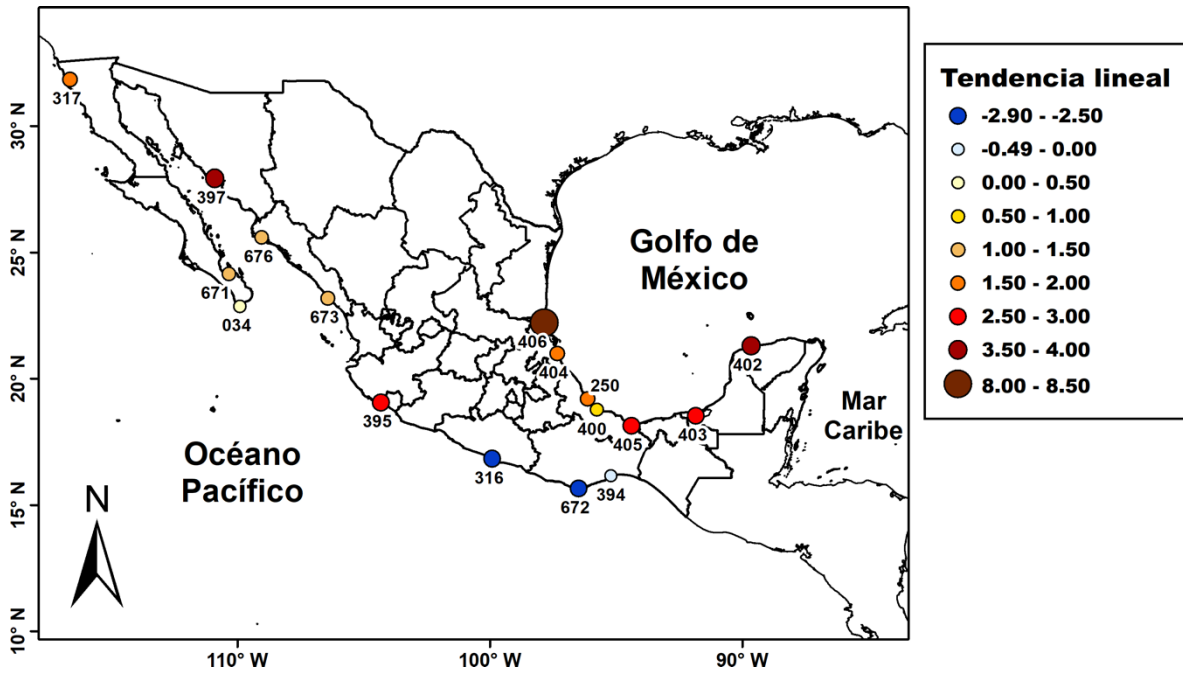 317
30° N
397
25° N
676
671
034
673
Golfo de
México
406
404
402
20° N
250
400
395
405
403
Mar
Caribe
Océano
Pacífico
316
672
394
15° N
N
10° N
110° W
100° W
90° W
Tendencia lineal
-2.90 - -2.50
-0.49 - 0.00
0.00 - 0.50
0.50 - 1.00
1.00 - 1.50
1.50 - 2.00
2.50 - 3.00
3.50 - 4.00
8.00 - 8.50